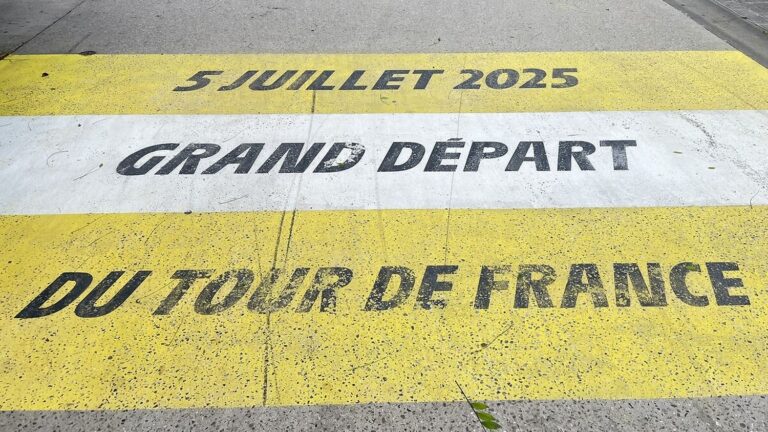 5 JUILLET 2025
GRAND DÉPART
DU TOUR DE FRANCE